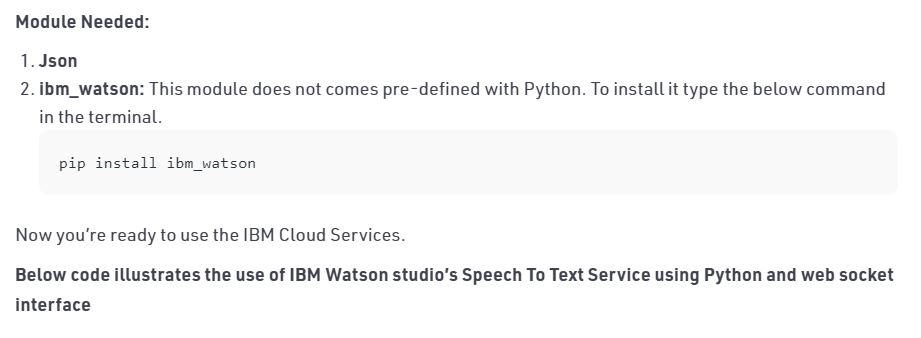 Module Needed:
1. Json
2. ibm_watson: This module does not comes pre-defined with Python. To install it type the below command
in the terminal.
pip install ibm_watson
Now you’re ready to use the IBM Cloud Services.
Below code illustrates the use of IBM Watson studio’s Speech To Text Service using Python and web socket
interface